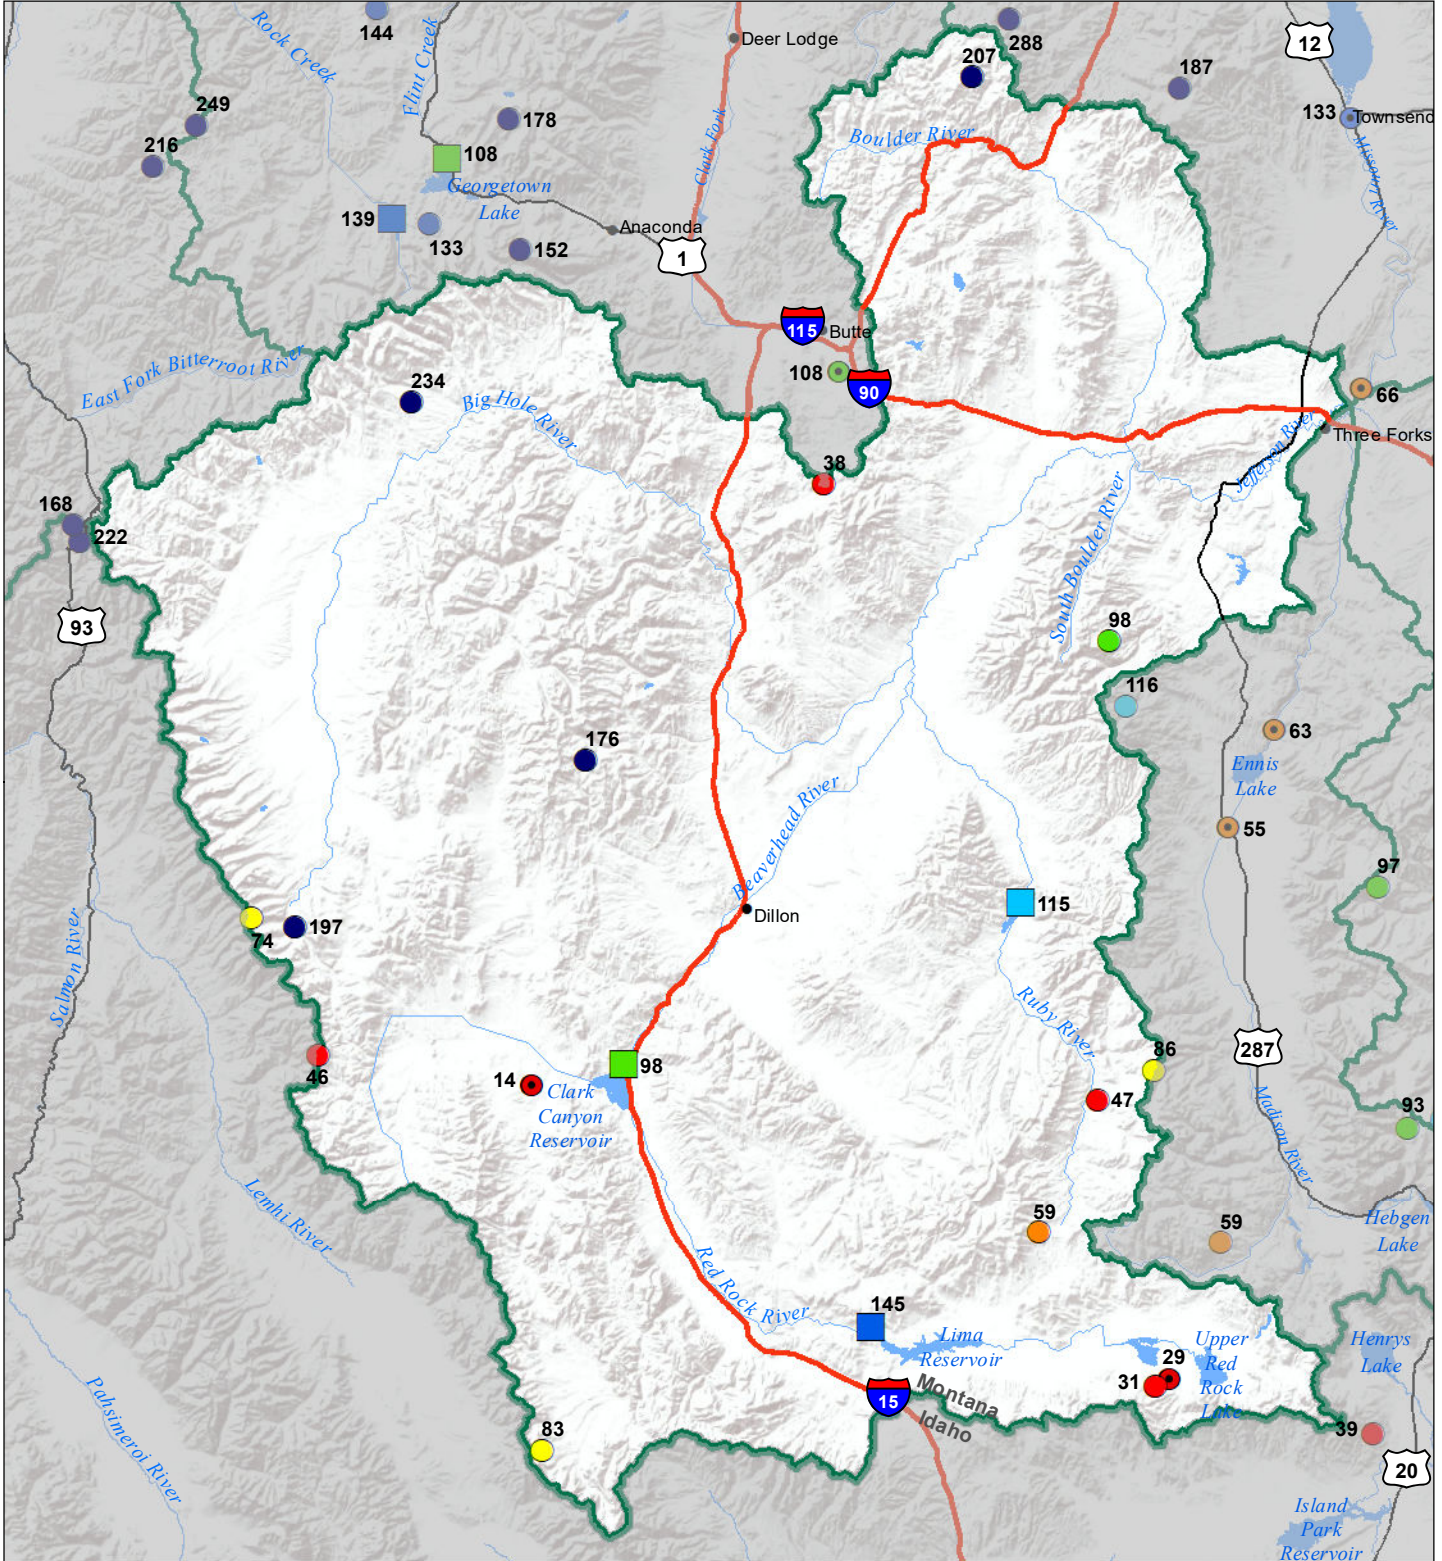 144
Rock Creek
Flint Creek
Deer Lodge
288
207
12
187
249
178
133
Townsend
216
108
Clark Fork
Boulder River
Missouri River
Georgetown
Lake
139
133
Anaconda
152
1
115
Butte
East Fork Bitterroot River
108
90
234
66
Big Hole River
Three Forks
Jefferson River
38
168
222
South Boulder River
93
98
116
63
176
Ennis
Lake
Beaverhead River
55
97
115
Dillon
74
197
Salmon River
Ruby River
287
86
46
98
14
Clark
Canyon
Reservoir
47
93
Madison River
Lemhi River
59
59
Hebgen
Lake
Red Rock River
145
Lima
Reservoir
Upper
Red
Rock
Lake
Henrys
Lake
29
31
15
Montana
Idaho
Pahsimeroi River
83
39
20
Island
Park
Reservoir